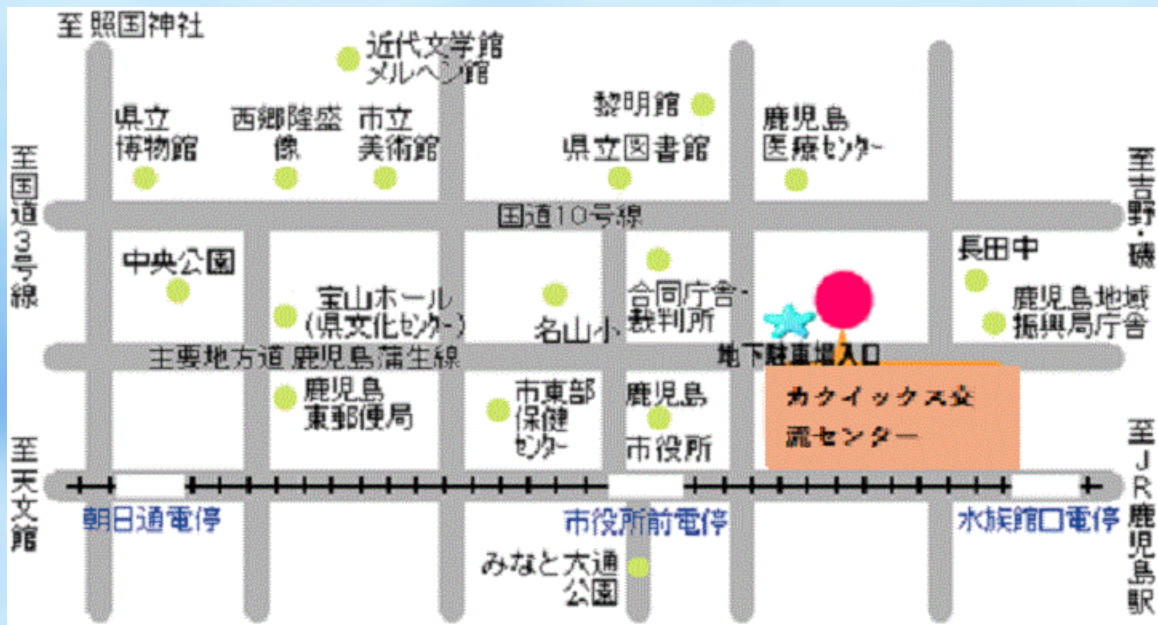 至 照国神社
近代文学館
メルヘン館
県立
博物館
西郷隆盛
像
市立
美術館
黎明館
県立図書館
鹿児島
医療センター
至国道3号線
至吉野・磯
国道10号線
中央公園
宝山ホール
(県文化センター)
名山小
合同庁舎・
裁判所
長田中
鹿児島地域
振興局庁舎
主要地方道 鹿児島蒲生線
地下駐車場入口
カクイックス交
流センター
鹿児島
東郵便局
市東部
保健
センター
鹿児島
市役所
至天文館
至JR鹿児島駅
朝日通電停
市役所前電停
水族館口電停
みなと大通
公園